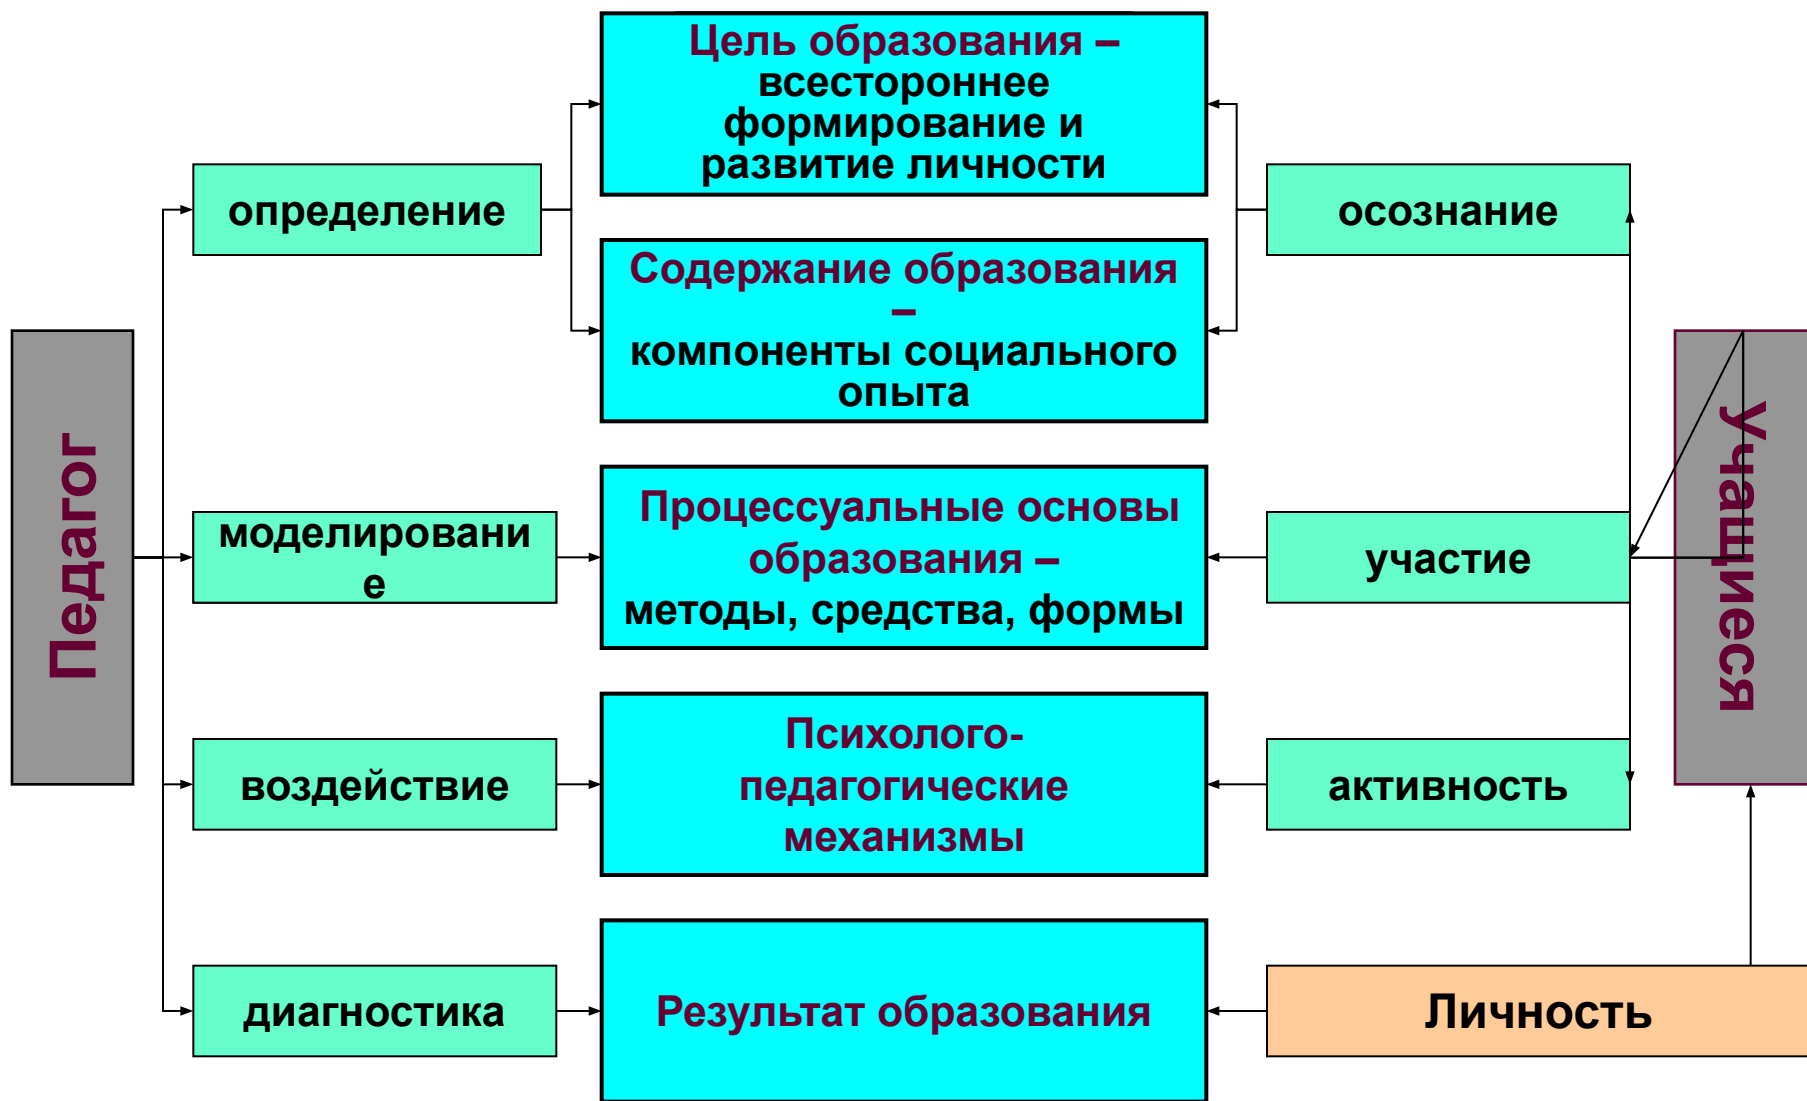 Цель образования –
всестороннее
формирование и
развитие личности
определение
осознание
Содержание образования
–
компоненты социального
опыта
Педагог
Учащиеся
моделировани
е
Процессуальные основы
образования –
методы, средства, формы
участие
воздействие
Психолого-
педагогические
механизмы
активность
диагностика
Результат образования
Личность